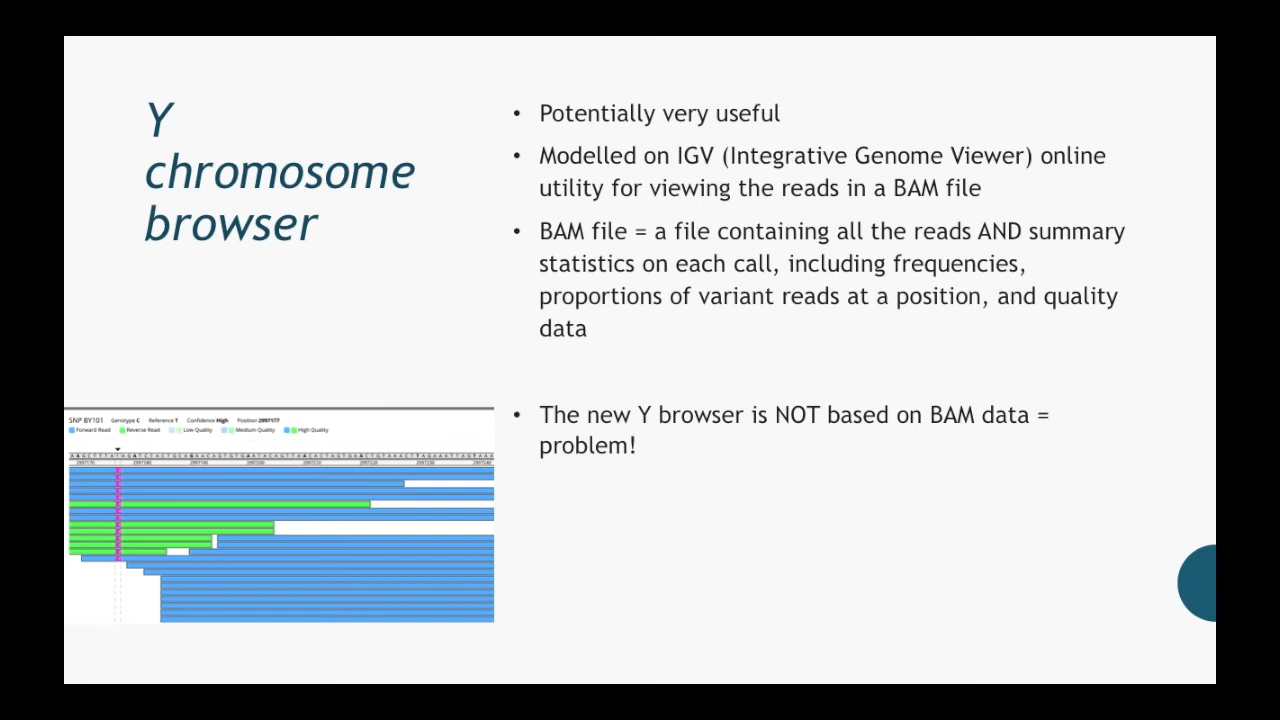 Y
chromosome
browser
• Potentially very useful
• Modelled on IGV (Integrative Genome Viewer) online
utility for viewing the reads in a BAM file
• BAM file = a file containing all the reads AND summary
statistics on each call, including frequencies,
proportions of variant reads at a position, and quality
data
• The new Y browser is NOT based on BAM data =
problem!
SNP BY101 Genotype C Reference T Confidence High Position 2997177
Forward Read Reverse Read Low Quality Medium Quality High Quality